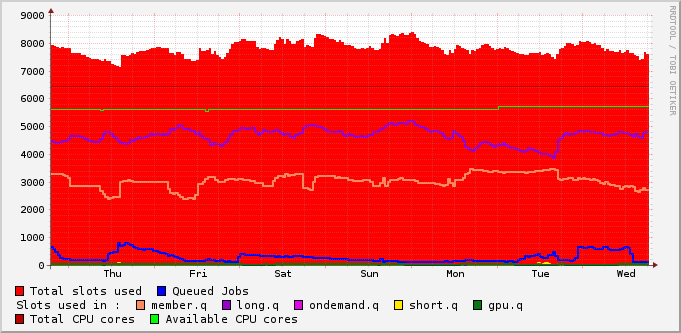 9000
8000
7000
6000
5000
4000
3000
2000
1000
0
Thu Fri Sat Sun Mon Tue Wed
RRDTOOL / TOBI OETIKER
Total slots used Queued Jobs
Slots used in : member.q long.q ondemand.q short.q gpu.q
Total CPU cores Available CPU cores